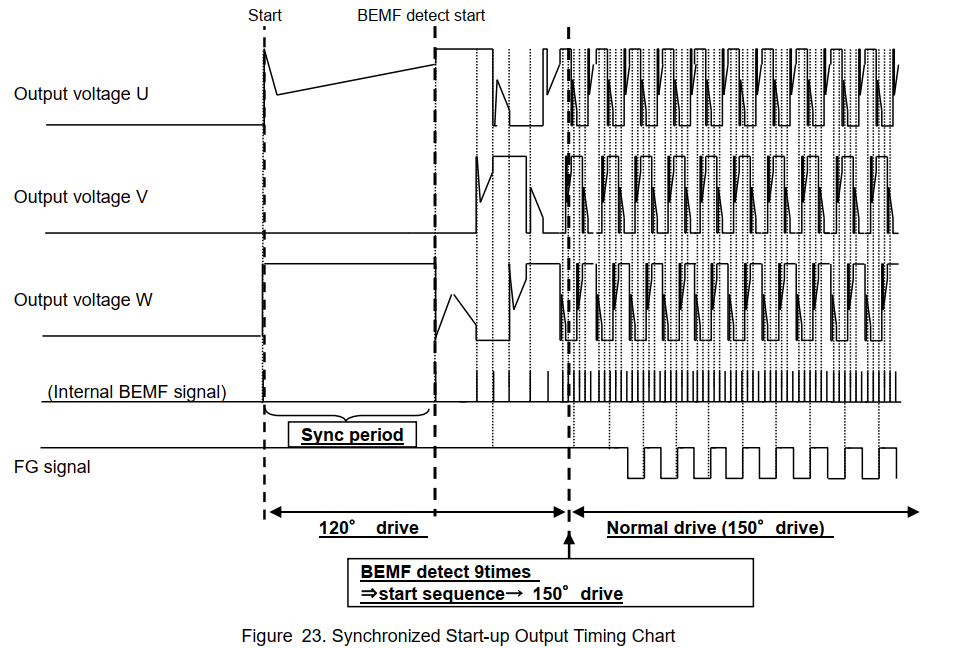 Start
BEMF detect start
Output voltage U
Output voltage V
Output voltage W
(Internal BEMF signal)
Sync period
FG signal
120° drive
Normal drive (150° drive)
BEMF detect 9times
⇒start sequence→ 150° drive
Figure 23. Synchronized Start-up Output Timing Chart